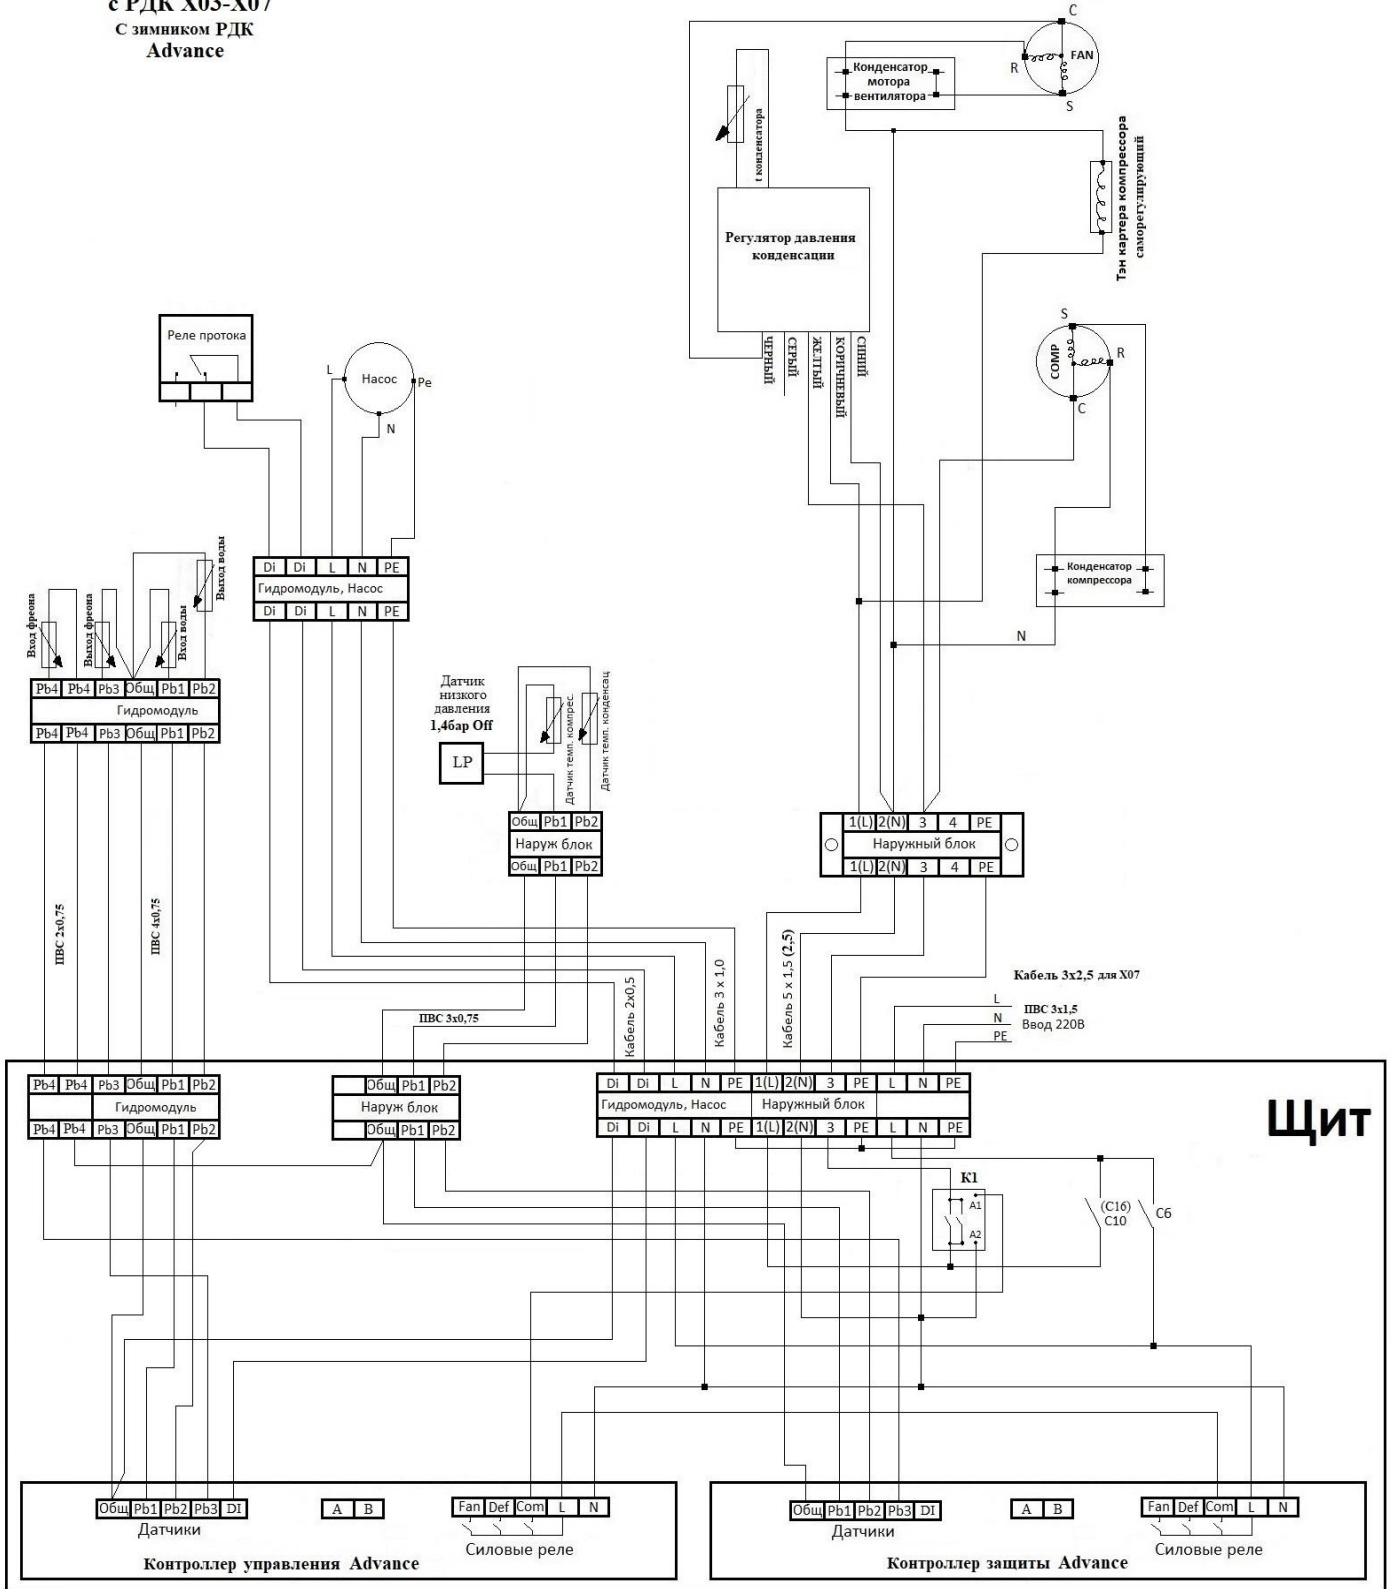 с РДК X03-X07
С зимником РДК
Advance
C
R
FAN
S
Конденсатор
мотора
вентилятора
t конденсатора
Тэн картера компрессора
саморегулирующий
Регулятор давления
конденсации
ЧЕРНЫЙ
СЕРЫЙ
ЖЕЛТЫЙ
КОРИЧНЕВЫЙ
СИНИЙ
S
COMP
R
C
Реле протока
L
Насос
Pe
N
Конденсатор
компрессора
N
Di Di L N PE
Гидромодуль, Насос
Di Di L N PE
Вход фреона
Выход фреона
Вход воды
Выход воды
Pb4 Pb4 Pb3 Общ Pb1 Pb2
Гидромодуль
Pb4 Pb4 Pb3 Общ Pb1 Pb2
Датчик
низкого
давления
1,4бар Off
LP
Датчик темп. компрес.
Датчик темп. конденсац
Общ Pb1 Pb2
Наруж блок
Общ Pb1 Pb2
1(L) 2(N) 3 4 PE
Наружный блок
1(L) 2(N) 3 4 PE
ПВС 2x0,75
ПВС 4x0,75
ПВС 3x0,75
Кабель 2x0,5
Кабель 3 x 1,0
Кабель 5 x 1,5 (2,5)
Кабель 3x2,5 для X07
L
ПВС 3x1,5
N
Ввод 220В
PE
Pb4 Pb4 Pb3 Общ Pb1 Pb2
Гидромодуль
Pb4 Pb4 Pb3 Общ Pb1 Pb2
Общ Pb1 Pb2
Наруж блок
Общ Pb1 Pb2
Di Di L N PE 1(L) 2(N) 3 PE L N PE
Гидромодуль, Насос Наружный блок
Di Di L N PE 1(L) 2(N) 3 PE L N PE
Щит
К1
A1
A2
(C16)
C10
C6
Общ Pb1 Pb2 Pb3 DI
Датчики
A B
Fan Def Com L N
Силовые реле
Контроллер управления Advance
Общ Pb1 Pb2 Pb3 DI
Датчики
A B
Fan Def Com L N
Силовые реле
Контроллер защиты Advance